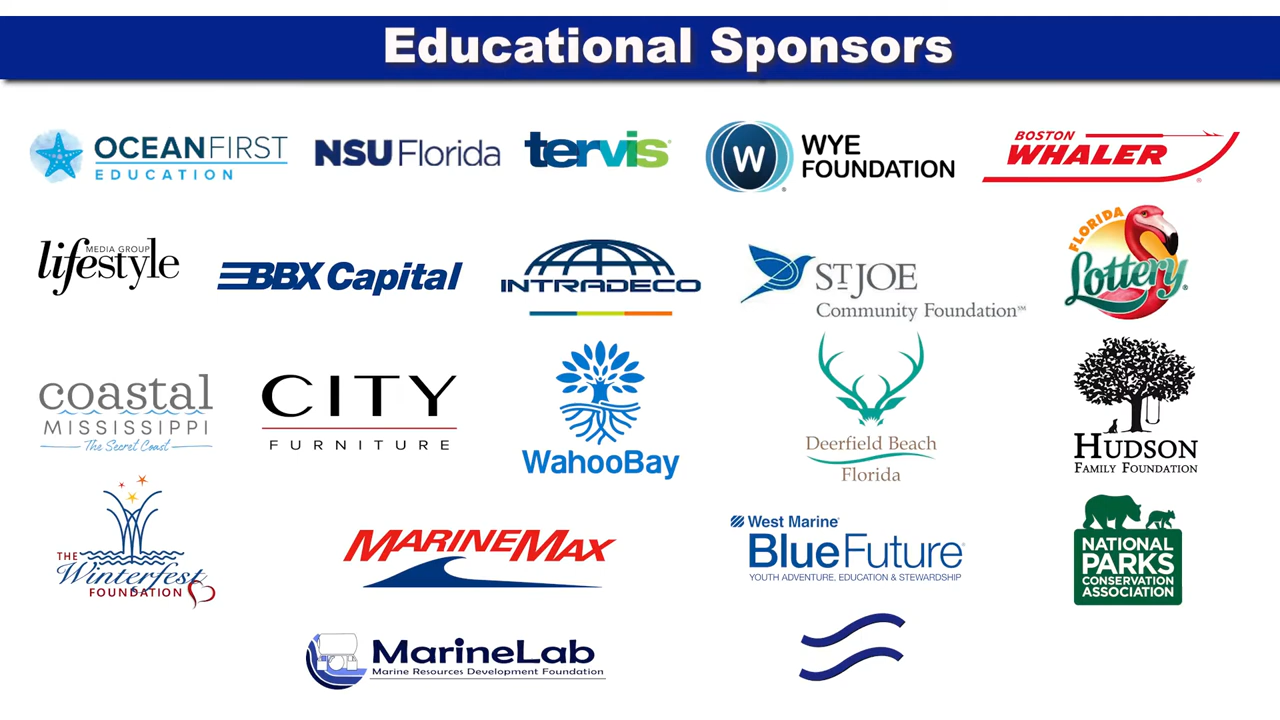 Educational Sponsors
OCEANFIRST
EDUCATION
NSU Florida
tervis®
W
WYE
FOUNDATION
®
BOSTON
WHALER
®
MEDIA GROUP
lifestyle
BBX Capital
INTRADECO
ST JOE
Community Foundation℠
FLORIDA
Lottery®
coastal
MISSISSIPPI
The Secret Coast
CITY
FURNITURE
WahooBay
Deerfield Beach
Florida
HUDSON
FAMILY FOUNDATION
THE
Winterfest
FOUNDATION
MARINEMAX
West Marine®
BlueFuture®
YOUTH ADVENTURE, EDUCATION & STEWARDSHIP
NATIONAL
PARKS
CONSERVATION
ASSOCIATION
MarineLab
Marine Resources Development Foundation